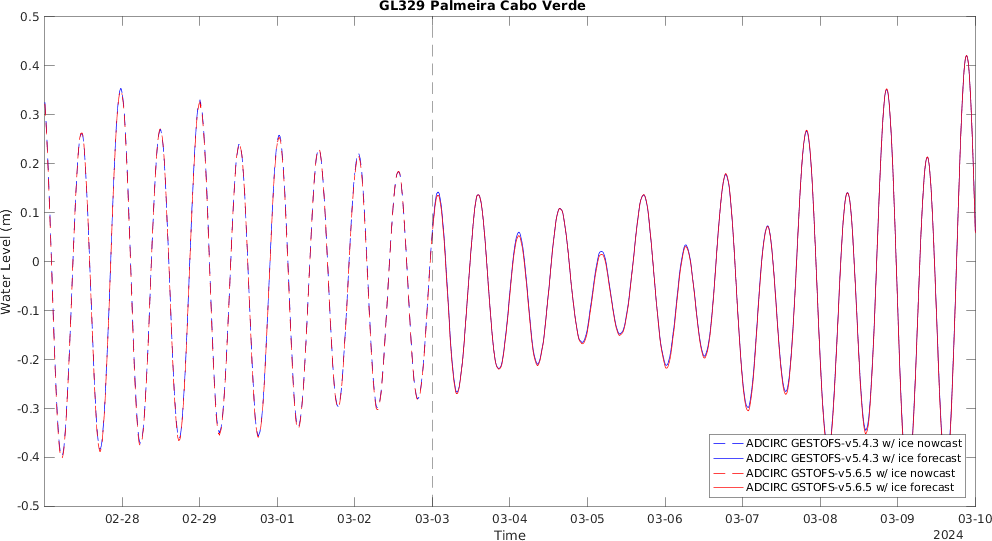 GL329 Palmeira Cabo Verde
0.5
0.4
0.3
0.2
0.1
0
-0.1
-0.2
-0.3
-0.4
-0.5
Water Level (m)
ADCIRC GESTOFS-v5.4.3 w/ ice nowcast
ADCIRC GESTOFS-v5.4.3 w/ ice forecast
ADCIRC GSTOFS-v5.6.5 w/ ice nowcast
ADCIRC GSTOFS-v5.6.5 w/ ice forecast
02-28 02-29 03-01 03-02 03-03 03-04 03-05 03-06 03-07 03-08 03-09 03-10
Time
2024